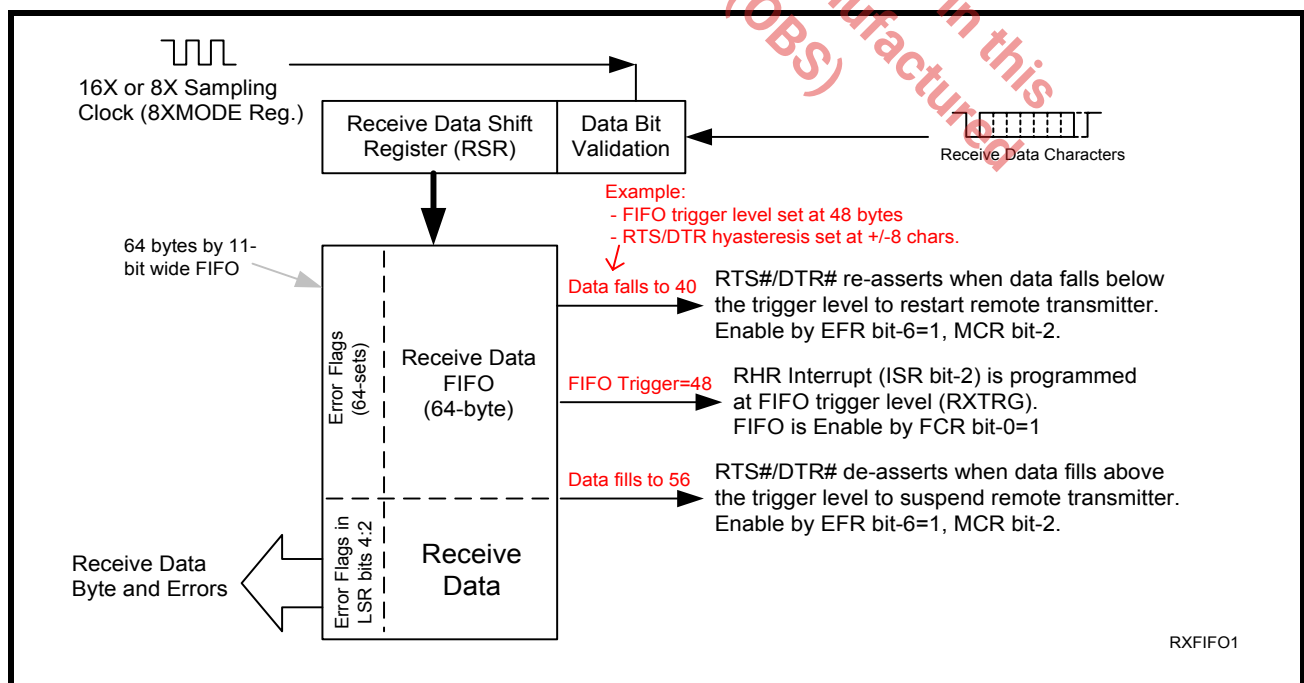 in this
nufactured
(OBS)
16X or 8X Sampling
Clock (8XMODE Reg.)
Receive Data Shift
Register (RSR)
Data Bit
Validation
Receive Data Characters
Example:
- FIFO trigger level set at 48 bytes
- RTS/DTR hyasteresis set at +/-8 chars.
64 bytes by 11-
bit wide FIFO
Data falls to 40
RTS#/DTR# re-asserts when data falls below
the trigger level to restart remote transmitter.
Enable by EFR bit-6=1, MCR bit-2.
Error Flags
(64-sets)
Receive Data
FIFO
(64-byte)
FIFO Trigger=48
RHR Interrupt (ISR bit-2) is programmed
at FIFO trigger level (RXTRG).
FIFO is Enable by FCR bit-0=1
Data fills to 56
RTS#/DTR# de-asserts when data fills above
the trigger level to suspend remote transmitter.
Enable by EFR bit-6=1, MCR bit-2.
Error Flags in
LSR bits 4:2
Receive
Data
Receive Data
Byte and Errors
RXFIFO1